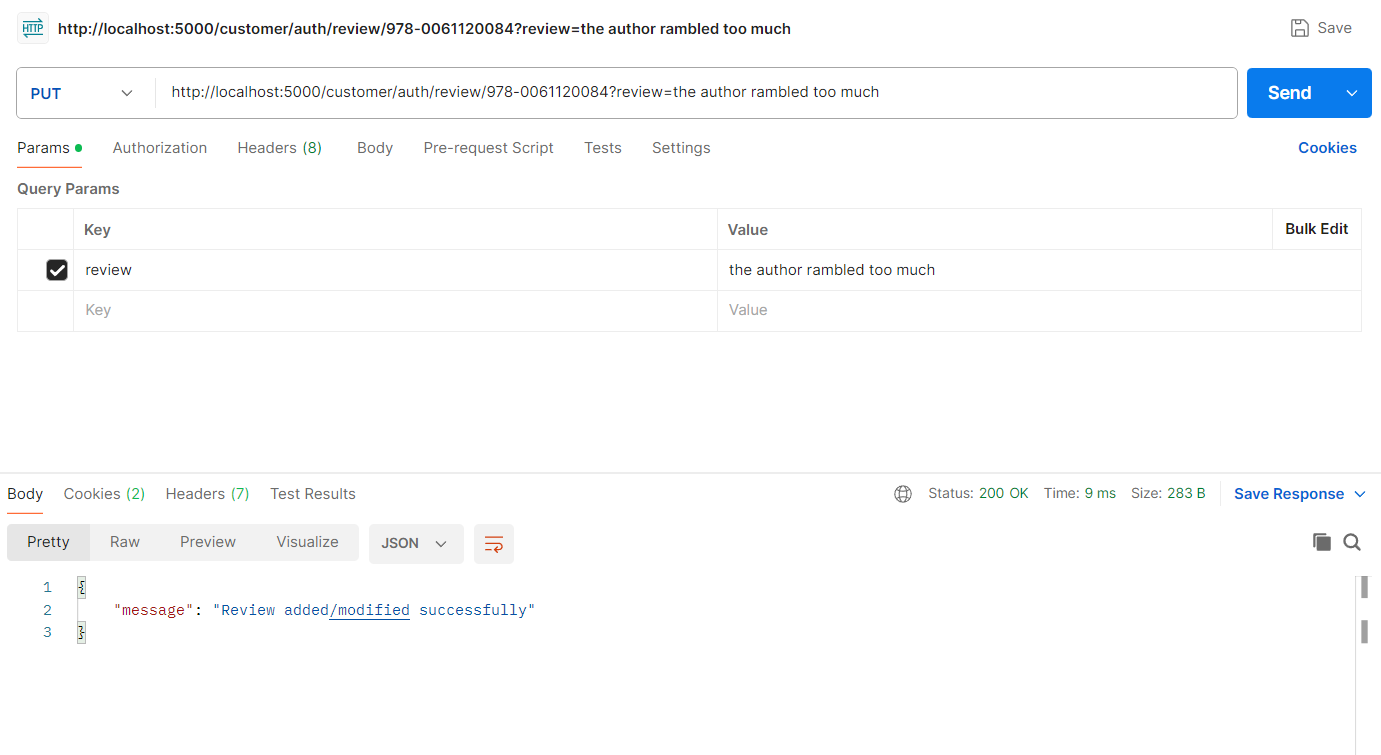 HTTP http://localhost:5000/customer/auth/review/978-0061120084?review=the author rambled too much Save
PUT http://localhost:5000/customer/auth/review/978-0061120084?review=the author rambled too much Send
Params Authorization Headers (8) Body Pre-request Script Tests Settings Cookies
Query Params
Key Value Bulk Edit
review the author rambled too much
Key Value
Body Cookies (2) Headers (7) Test Results Status: 200 OK Time: 9 ms Size: 283 B Save Response
Pretty Raw Preview Visualize JSON
1 {
2 "message": "Review added/modified successfully"
3 }